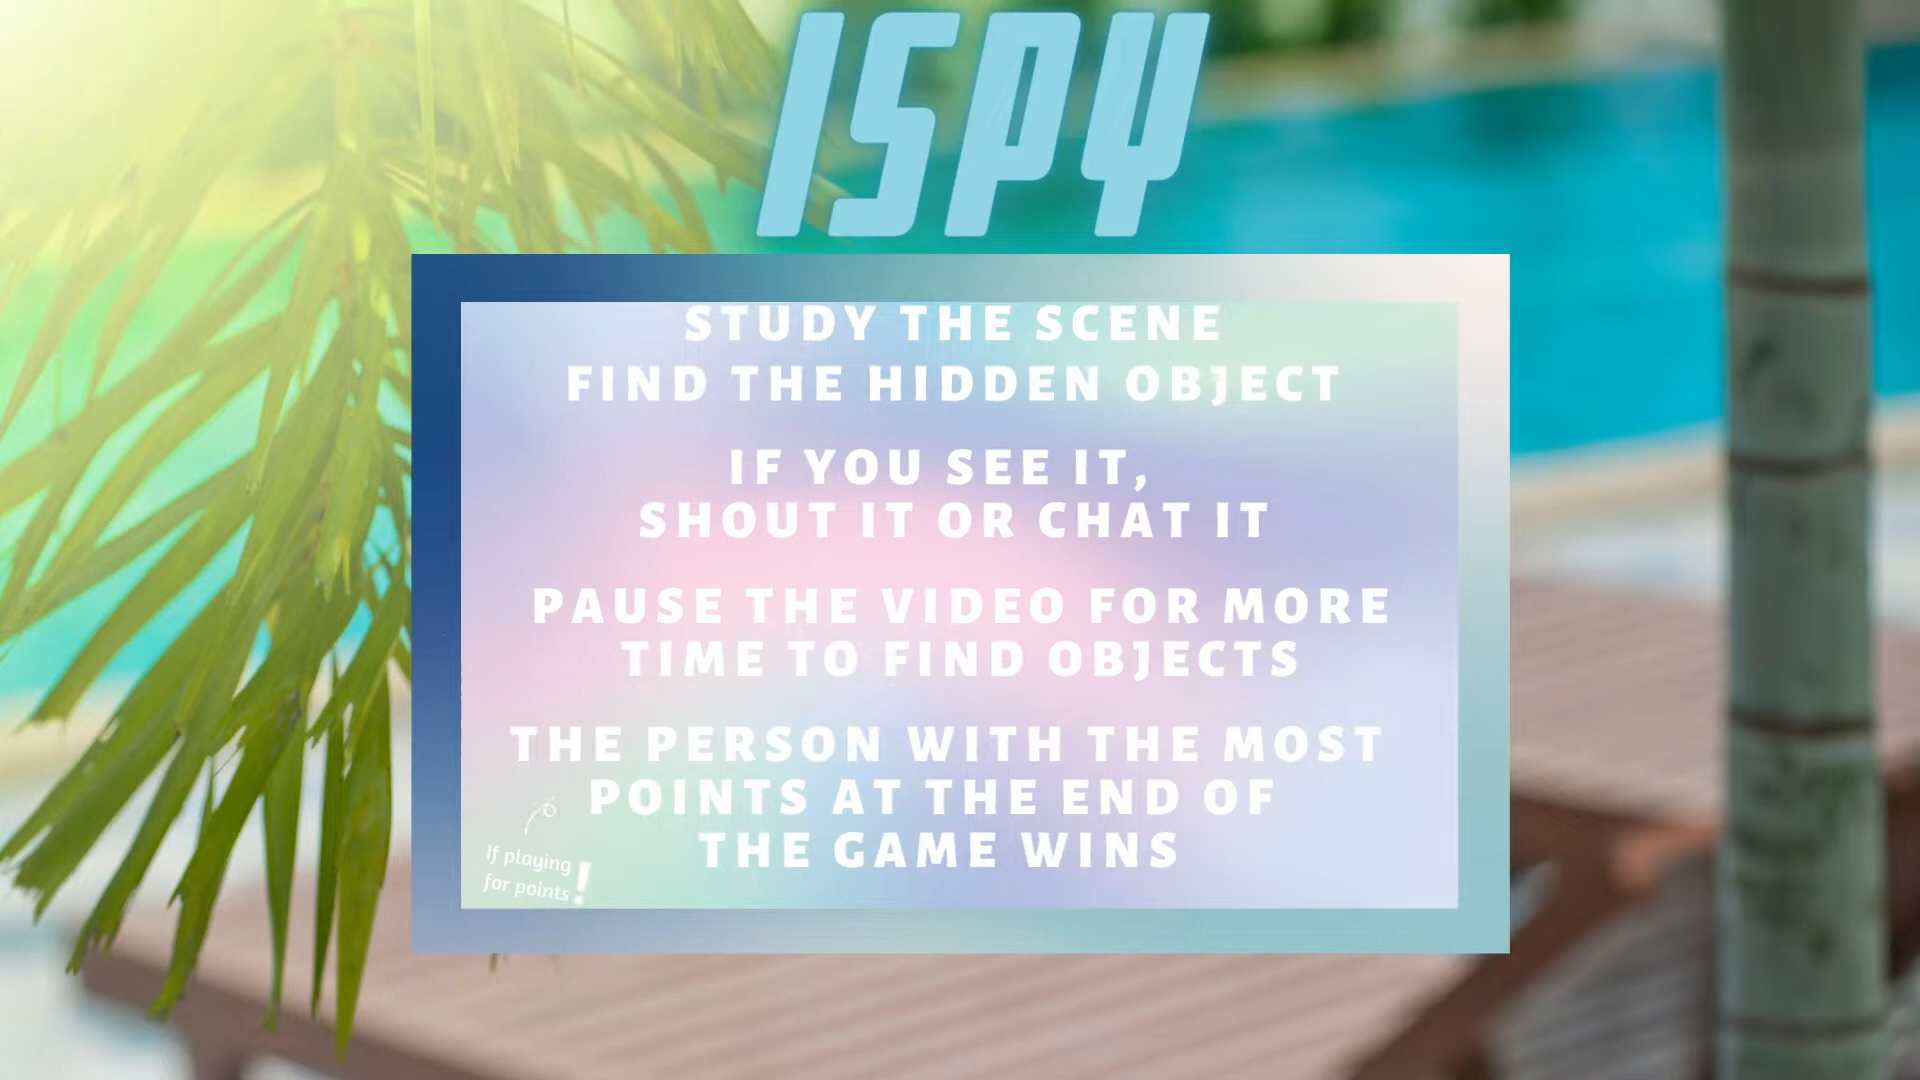 ISPY
STUDY THE SCENE
FIND THE HIDDEN OBJECT
IF YOU SEE IT,
SHOUT IT OR CHAT IT
PAUSE THE VIDEO FOR MORE
TIME TO FIND OBJECTS
THE PERSON WITH THE MOST
POINTS AT THE END OF
THE GAME WINS
If playing
for points!